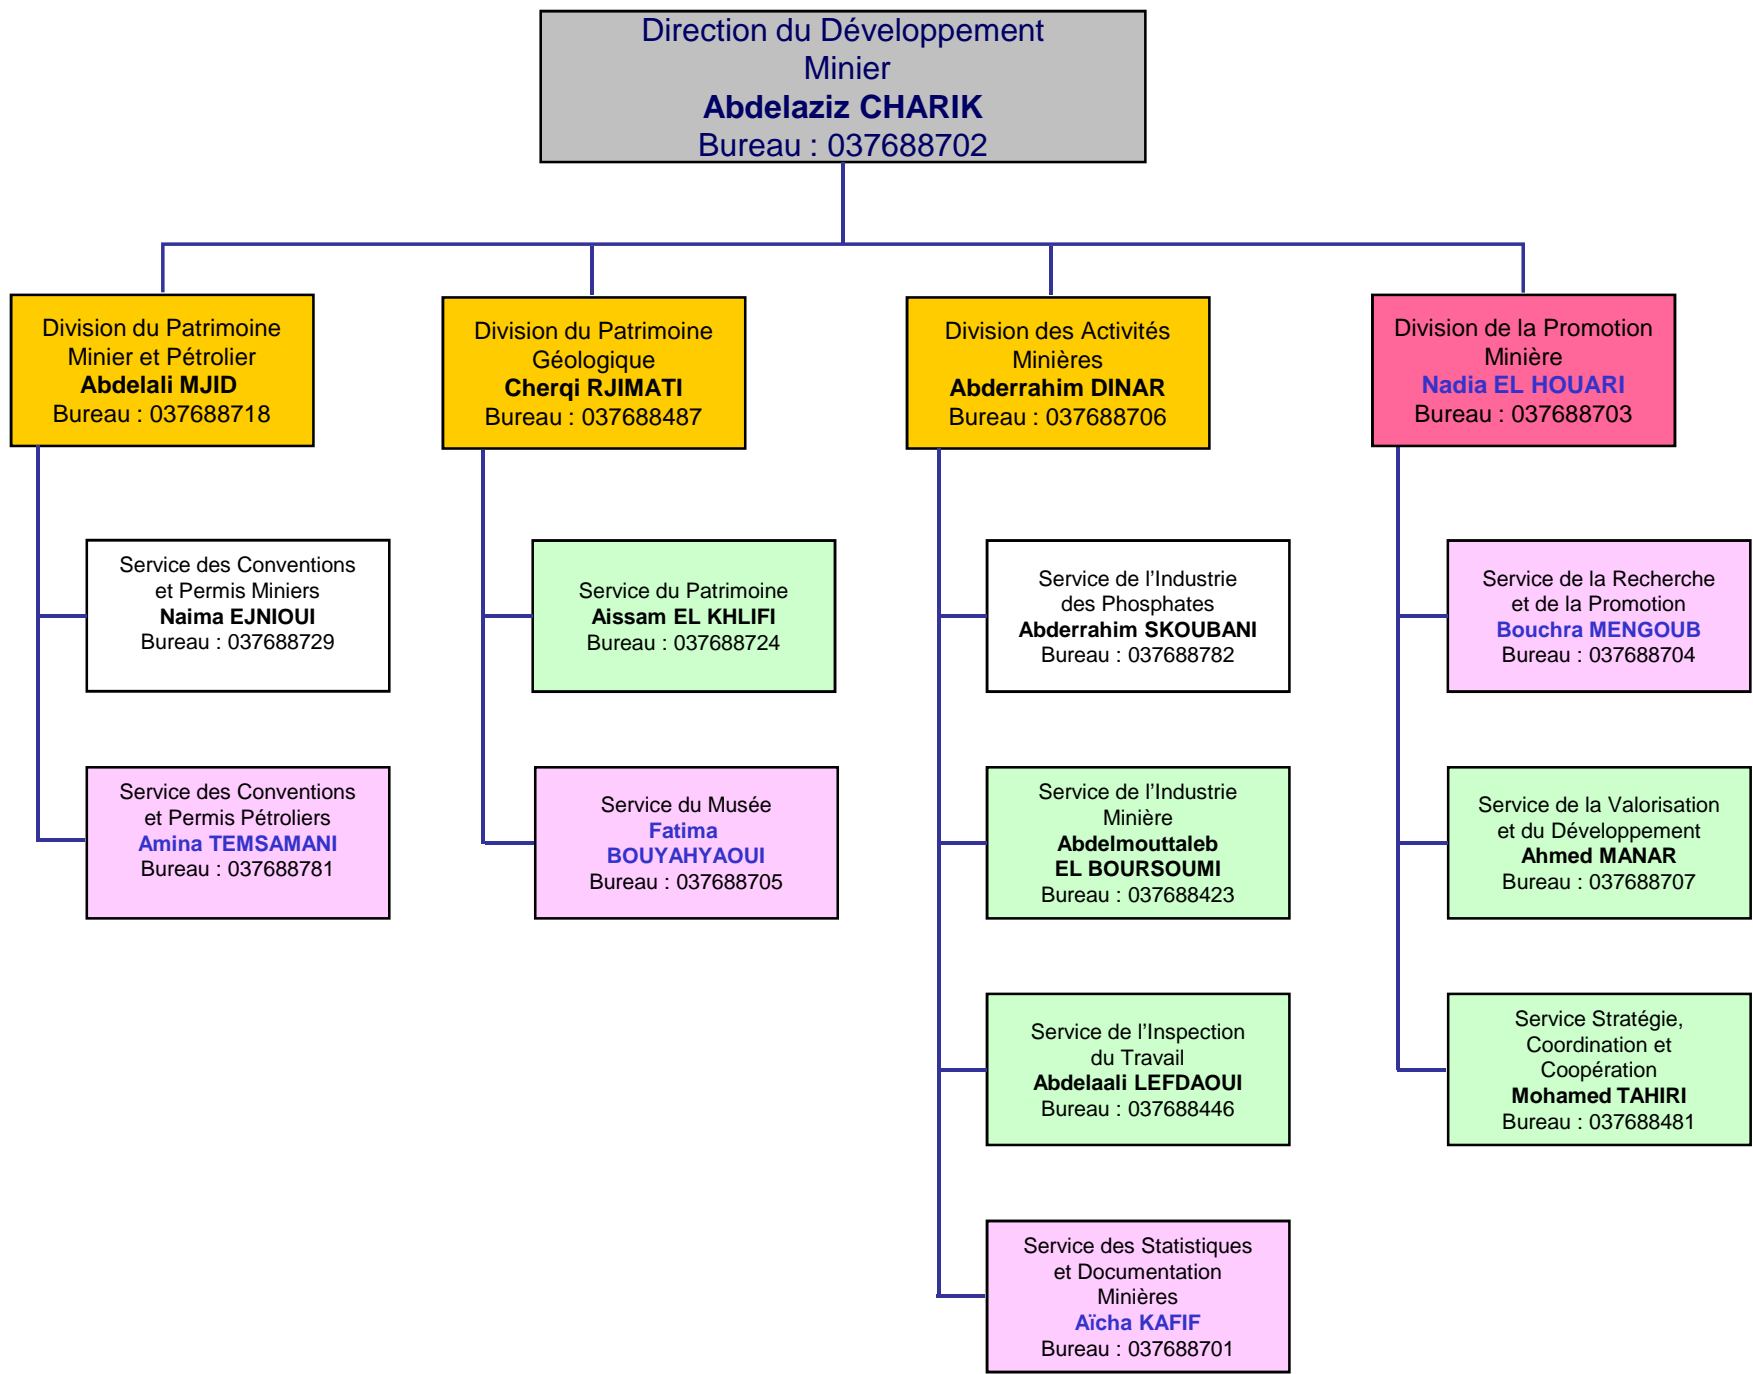 Direction du Développement
Minier
Abdelaziz CHARIK
Bureau : 037688702
Division du Patrimoine
Minier et Pétrolier
Abdelali MJID
Bureau : 037688718
Division du Patrimoine
Géologique
Cherqi RJIMATI
Bureau : 037688487
Division des Activités
Minières
Abderrahim DINAR
Bureau : 037688706
Division de la Promotion
Minière
Nadia EL HOUARI
Bureau : 037688703
Service des Conventions
et Permis Miniers
Naima EJNIOUI
Bureau : 037688729
Service du Patrimoine
Aissam EL KHLIFI
Bureau : 037688724
Service de l’Industrie
des Phosphates
Abderrahim SKOUBANI
Bureau : 037688782
Service de la Recherche
et de la Promotion
Bouchra MENGOUB
Bureau : 037688704
Service des Conventions
et Permis Pétroliers
Amina TEMSAMANI
Bureau : 037688781
Service du Musée
Fatima
BOUYAHYAOUI
Bureau : 037688705
Service de l’Industrie
Minière
Abdelmouttaleb
EL BOURSOUMI
Bureau : 037688423
Service de la Valorisation
et du Développement
Ahmed MANAR
Bureau : 037688707
Service de l’Inspection
du Travail
Abdelaali LEFDAOUI
Bureau : 037688446
Service Stratégie,
Coordination et
Coopération
Mohamed TAHIRI
Bureau : 037688481
Service des Statistiques
et Documentation
Minières
Aïcha KAFIF
Bureau : 037688701